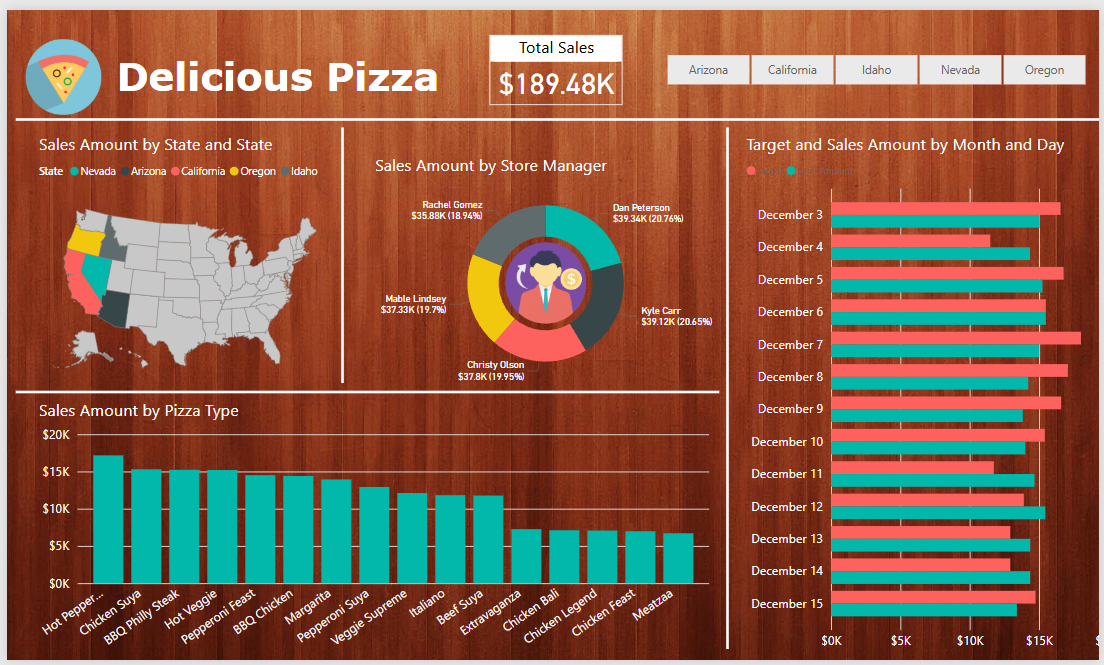 Delicious Pizza
Total Sales
$189.48K
Arizona
California
Idaho
Nevada
Oregon
Sales Amount by State and State
State Nevada Arizona California Oregon Idaho
Sales Amount by Store Manager
Rachel Gomez
$35.88K (18.94%)
Dan Peterson
$39.34K (20.76%)
Mable Lindsey
$37.33K (19.7%)
Kyle Carr
$39.12K (20.65%)
Christy Olson
$37.8K (19.95%)
$
Sales Amount by Pizza Type
$20K
$15K
$10K
$5K
$0K
Hot Pepper...
Chicken Suya
BBQ Philly Steak
Hot Veggie
Pepperoni Feast
BBQ Chicken
Margarita
Pepperoni Suya
Veggie Supreme
Italiano
Beef Suya
Extravaganza
Chicken Bali
Chicken Legend
Chicken Feast
Meatzaa
Target and Sales Amount by Month and Day
December 3
December 4
December 5
December 6
December 7
December 8
December 9
December 10
December 11
December 12
December 13
December 14
December 15
$0K
$5K
$10K
$15K